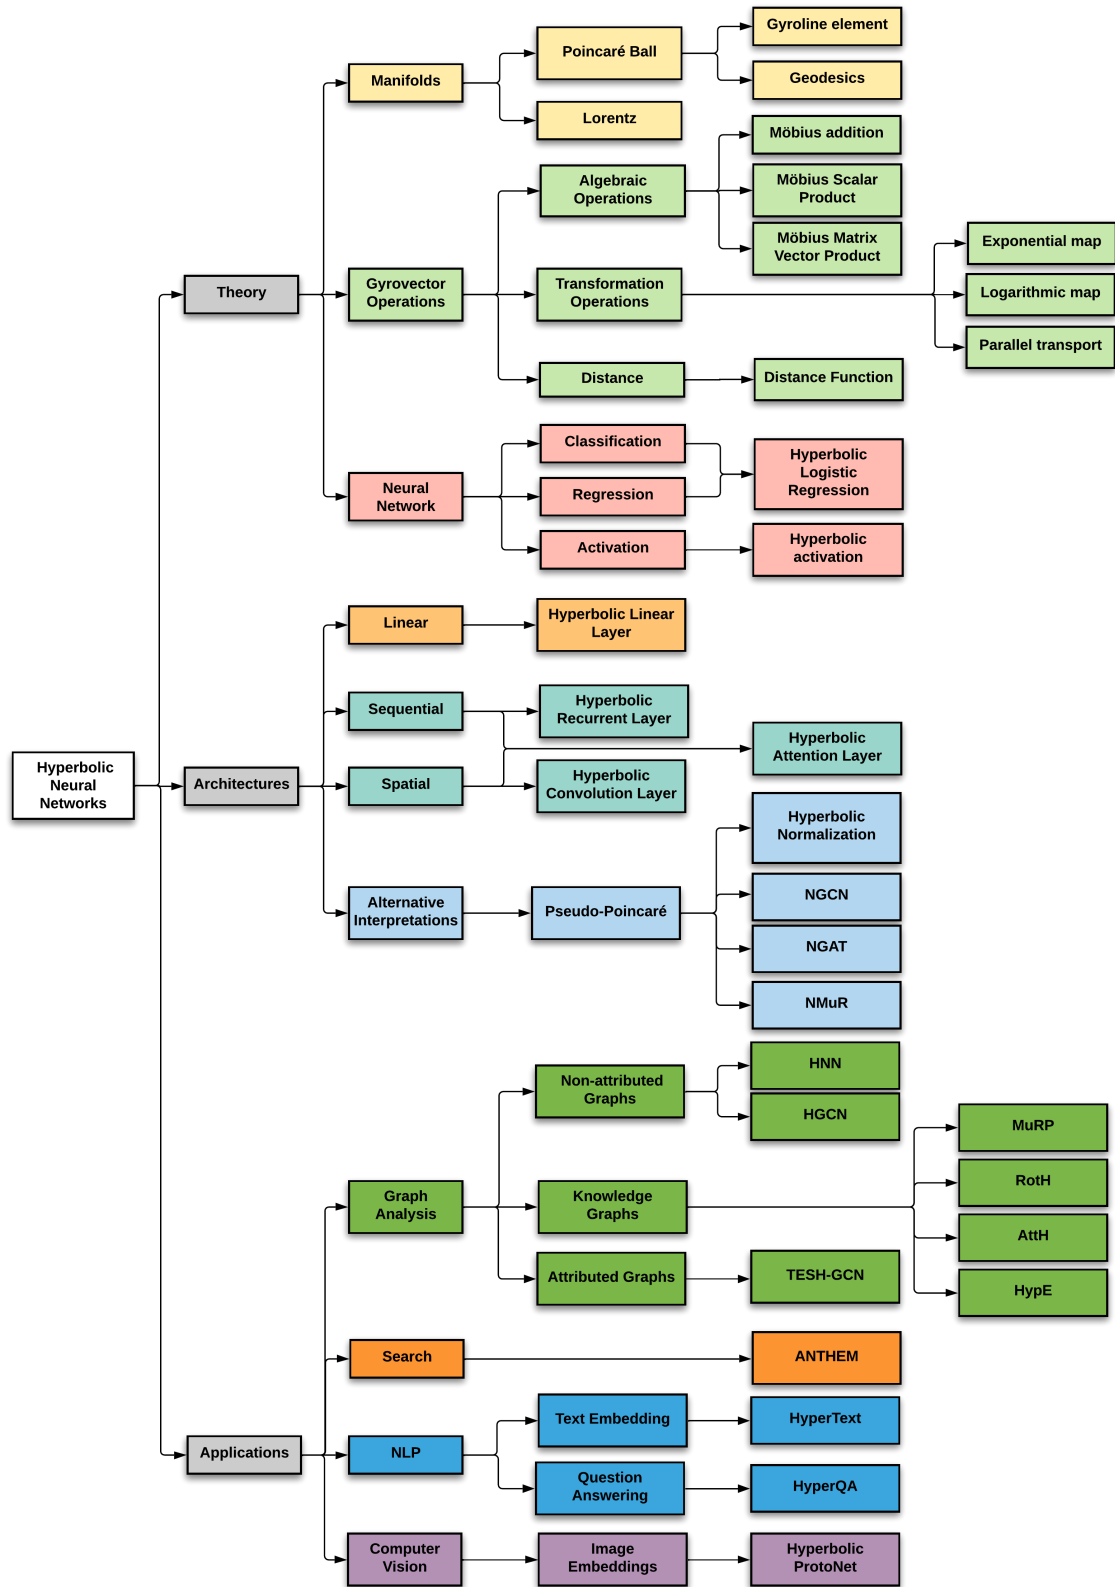 Hyperbolic
Neural
Networks
Theory
Manifolds
Poincaré Ball
Gyroline element
Geodesics
Lorentz
Gyrovector
Operations
Algebraic
Operations
Möbius addition
Möbius Scalar
Product
Möbius Matrix
Vector Product
Transformation
Operations
Exponential map
Logarithmic map
Parallel transport
Distance
Distance Function
Neural
Network
Classification
Regression
Hyperbolic
Logistic
Regression
Activation
Hyperbolic
activation
Architectures
Linear
Hyperbolic Linear
Layer
Sequential
Hyperbolic
Recurrent Layer
Hyperbolic
Attention Layer
Spatial
Hyperbolic
Convolution Layer
Alternative
Interpretations
Pseudo-Poincaré
Hyperbolic
Normalization
NGCN
NGAT
NMuR
Applications
Graph
Analysis
Non-attributed
Graphs
HNN
HGCN
Knowledge
Graphs
MuRP
RotH
AttH
HypE
Attributed Graphs
TESH-GCN
Search
ANTHEM
NLP
Text Embedding
HyperText
Question
Answering
HyperQA
Computer
Vision
Image
Embeddings
Hyperbolic
ProtoNet